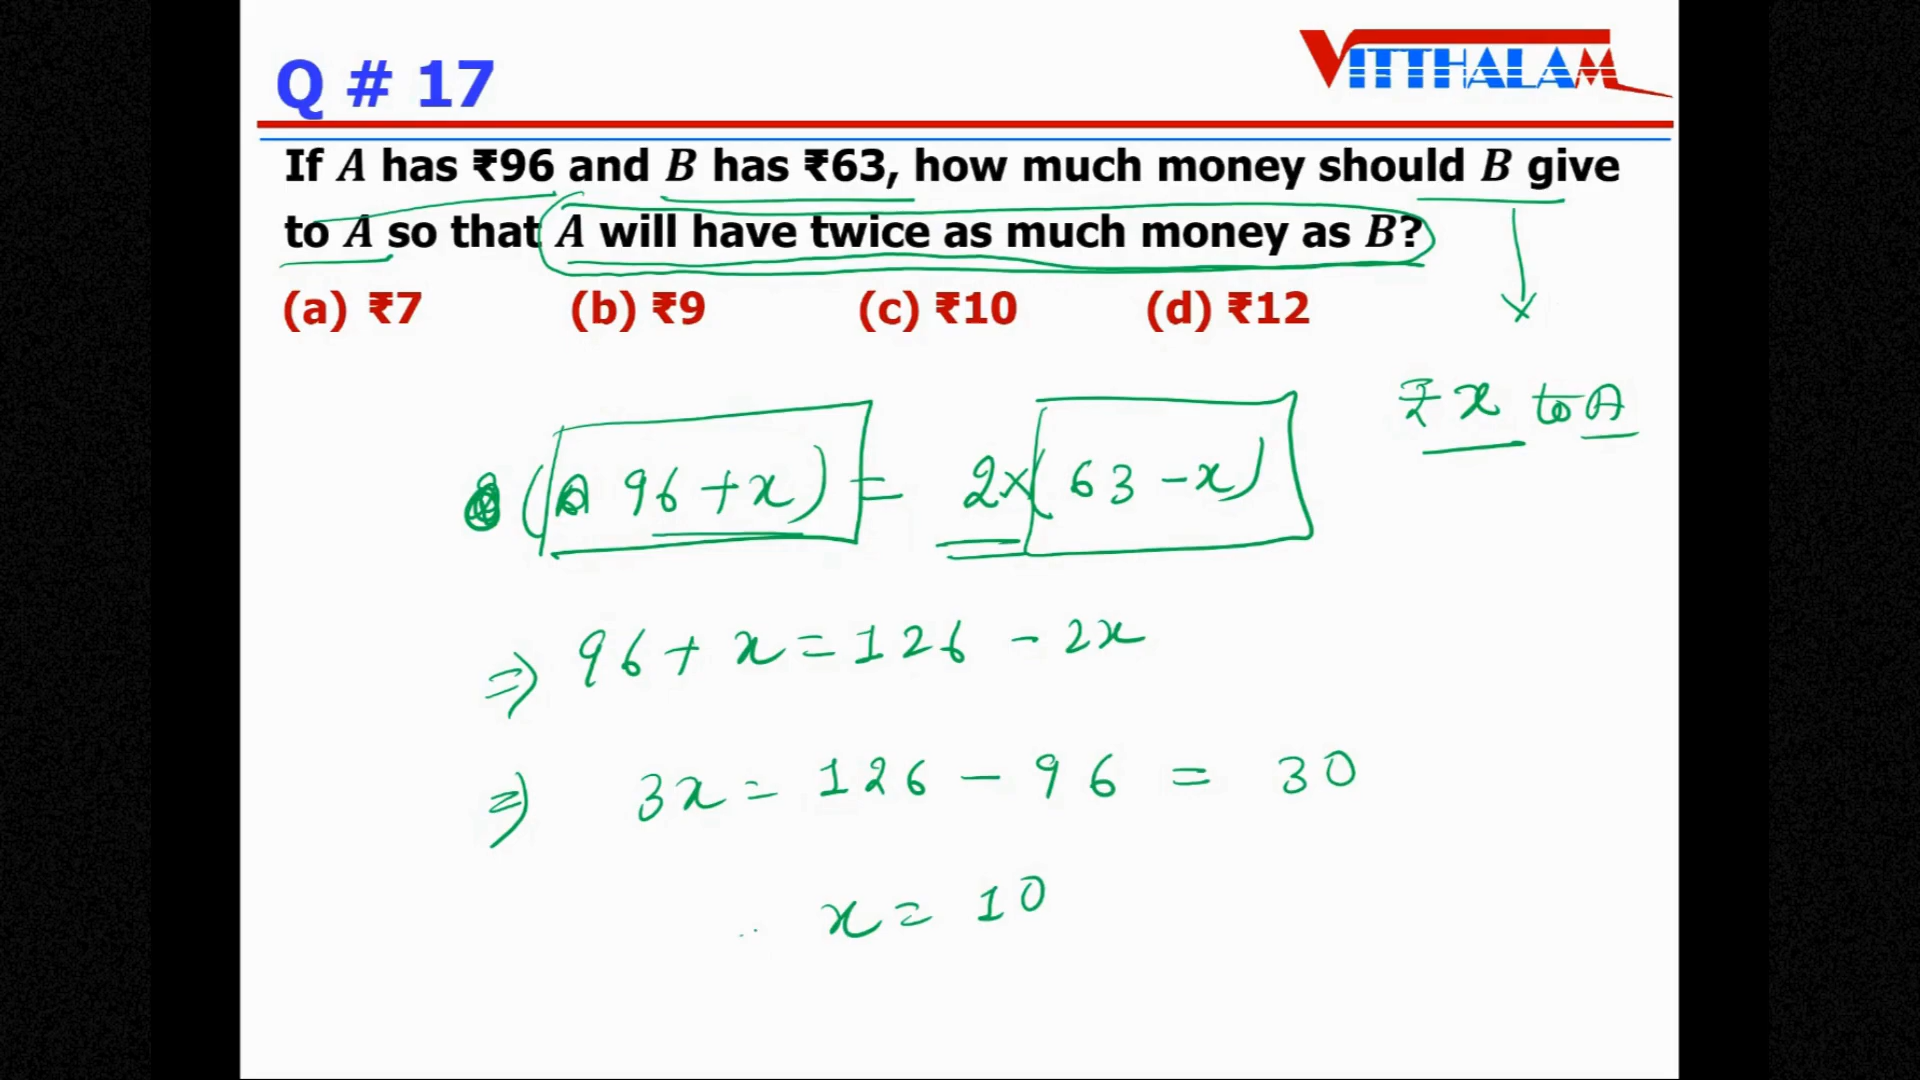 Q # 17
VITTHALAM
If A has ₹96 and B has ₹63, how much money should B give
to A so that A will have twice as much money as B?
(a) ₹7 (b) ₹9 (c) ₹10 (d) ₹12
₹ x to A
( 96 + x ) = 2 × ( 63 - x )
⇒ 96 + x = 126 - 2x
⇒ 3x = 126 - 96 = 30
x = 10